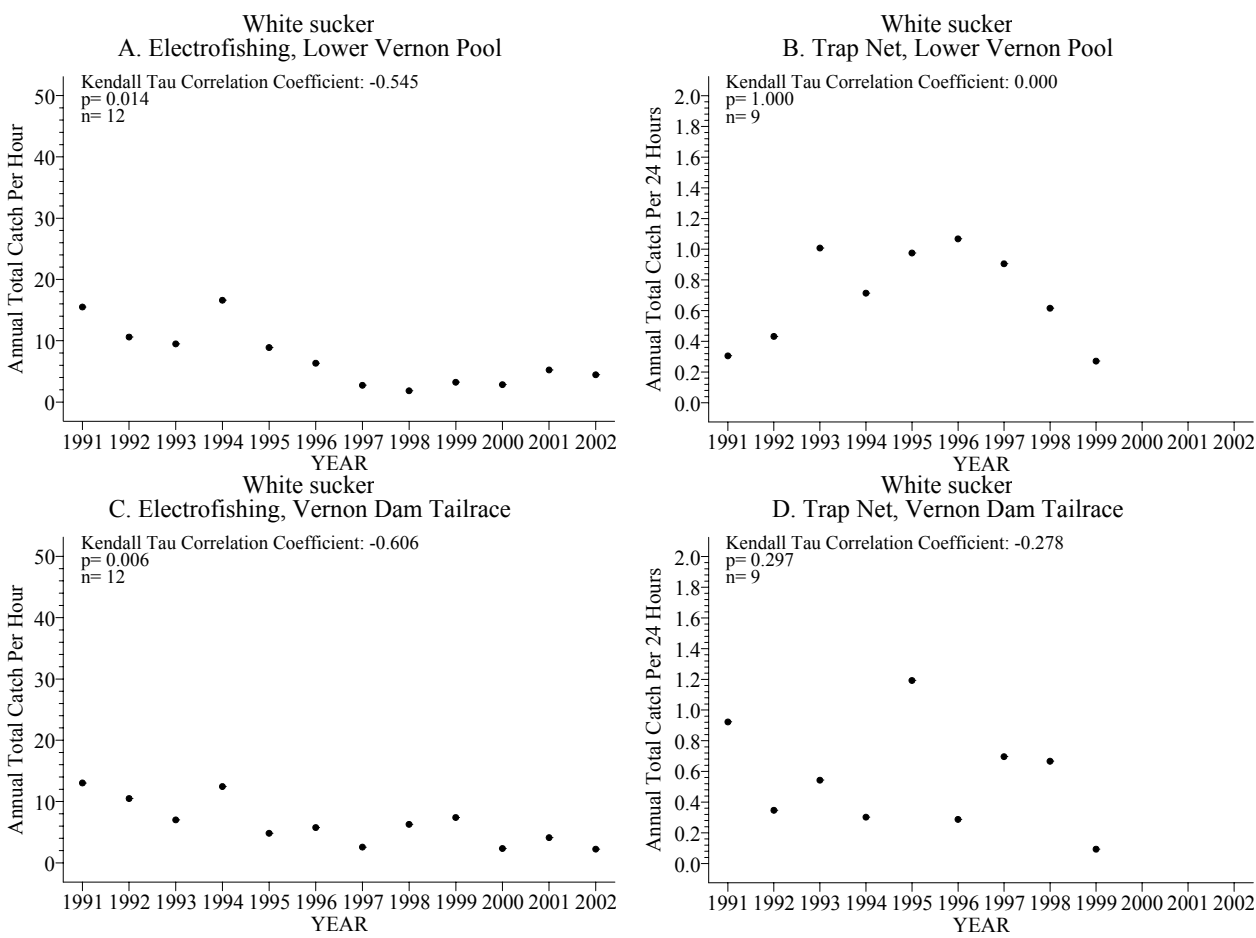 White sucker
A. Electrofishing, Lower Vernon Pool
Kendall Tau Correlation Coefficient: -0.545
p= 0.014
n= 12
Annual Total Catch Per Hour
50
40
30
20
10
0
1991 1992 1993 1994 1995 1996 1997 1998 1999 2000 2001 2002
YEAR
White sucker
B. Trap Net, Lower Vernon Pool
Kendall Tau Correlation Coefficient: 0.000
p= 1.000
n= 9
Annual Total Catch Per 24 Hours
2.0
1.8
1.6
1.4
1.2
1.0
0.8
0.6
0.4
0.2
0.0
1991 1992 1993 1994 1995 1996 1997 1998 1999 2000 2001 2002
YEAR
White sucker
C. Electrofishing, Vernon Dam Tailrace
Kendall Tau Correlation Coefficient: -0.606
p= 0.006
n= 12
Annual Total Catch Per Hour
50
40
30
20
10
0
1991 1992 1993 1994 1995 1996 1997 1998 1999 2000 2001 2002
YEAR
White sucker
D. Trap Net, Vernon Dam Tailrace
Kendall Tau Correlation Coefficient: -0.278
p= 0.297
n= 9
Annual Total Catch Per 24 Hours
2.0
1.8
1.6
1.4
1.2
1.0
0.8
0.6
0.4
0.2
0.0
1991 1992 1993 1994 1995 1996 1997 1998 1999 2000 2001 2002
YEAR